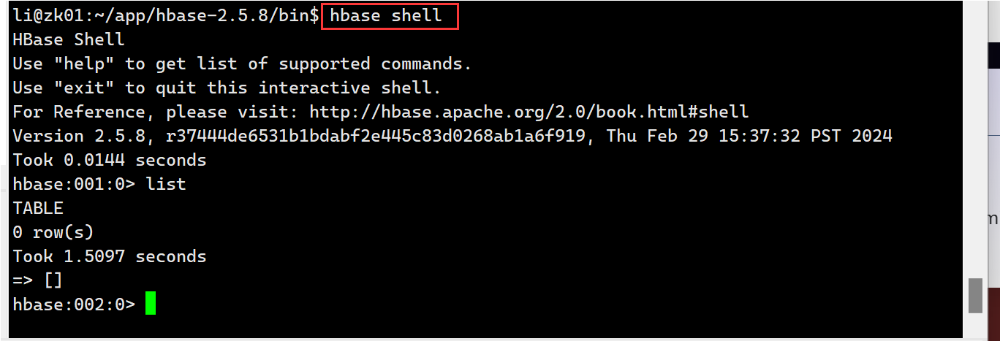 li@zk01:~/app/hbase-2.5.8/bin$ hbase shell
HBase Shell
Use "help" to get list of supported commands.
Use "exit" to quit this interactive shell.
For Reference, please visit: http://hbase.apache.org/2.0/book.html#shell
Version 2.5.8, r37444de6531b1bdabf2e445c83d0268ab1a6f919, Thu Feb 29 15:37:32 PST 2024
Took 0.0144 seconds
hbase:001:0> list
TABLE
0 row(s)
Took 1.5097 seconds
=> []
hbase:002:0>
m